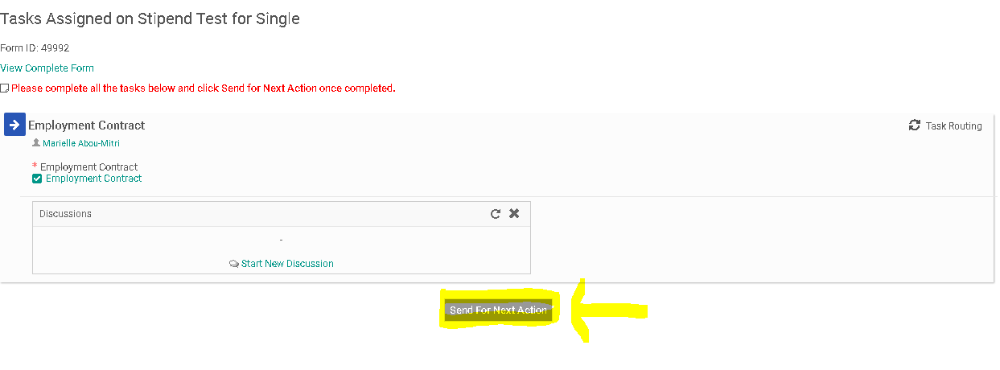 Tasks Assigned on Stipend Test for Single
Form ID: 49992
View Complete Form
Please complete all the tasks below and click Send for Next Action once completed.
Employment Contract
Task Routing
Marielle Abou-Mitri
* Employment Contract
Employment Contract
Discussions
-
Start New Discussion
Send For Next Action